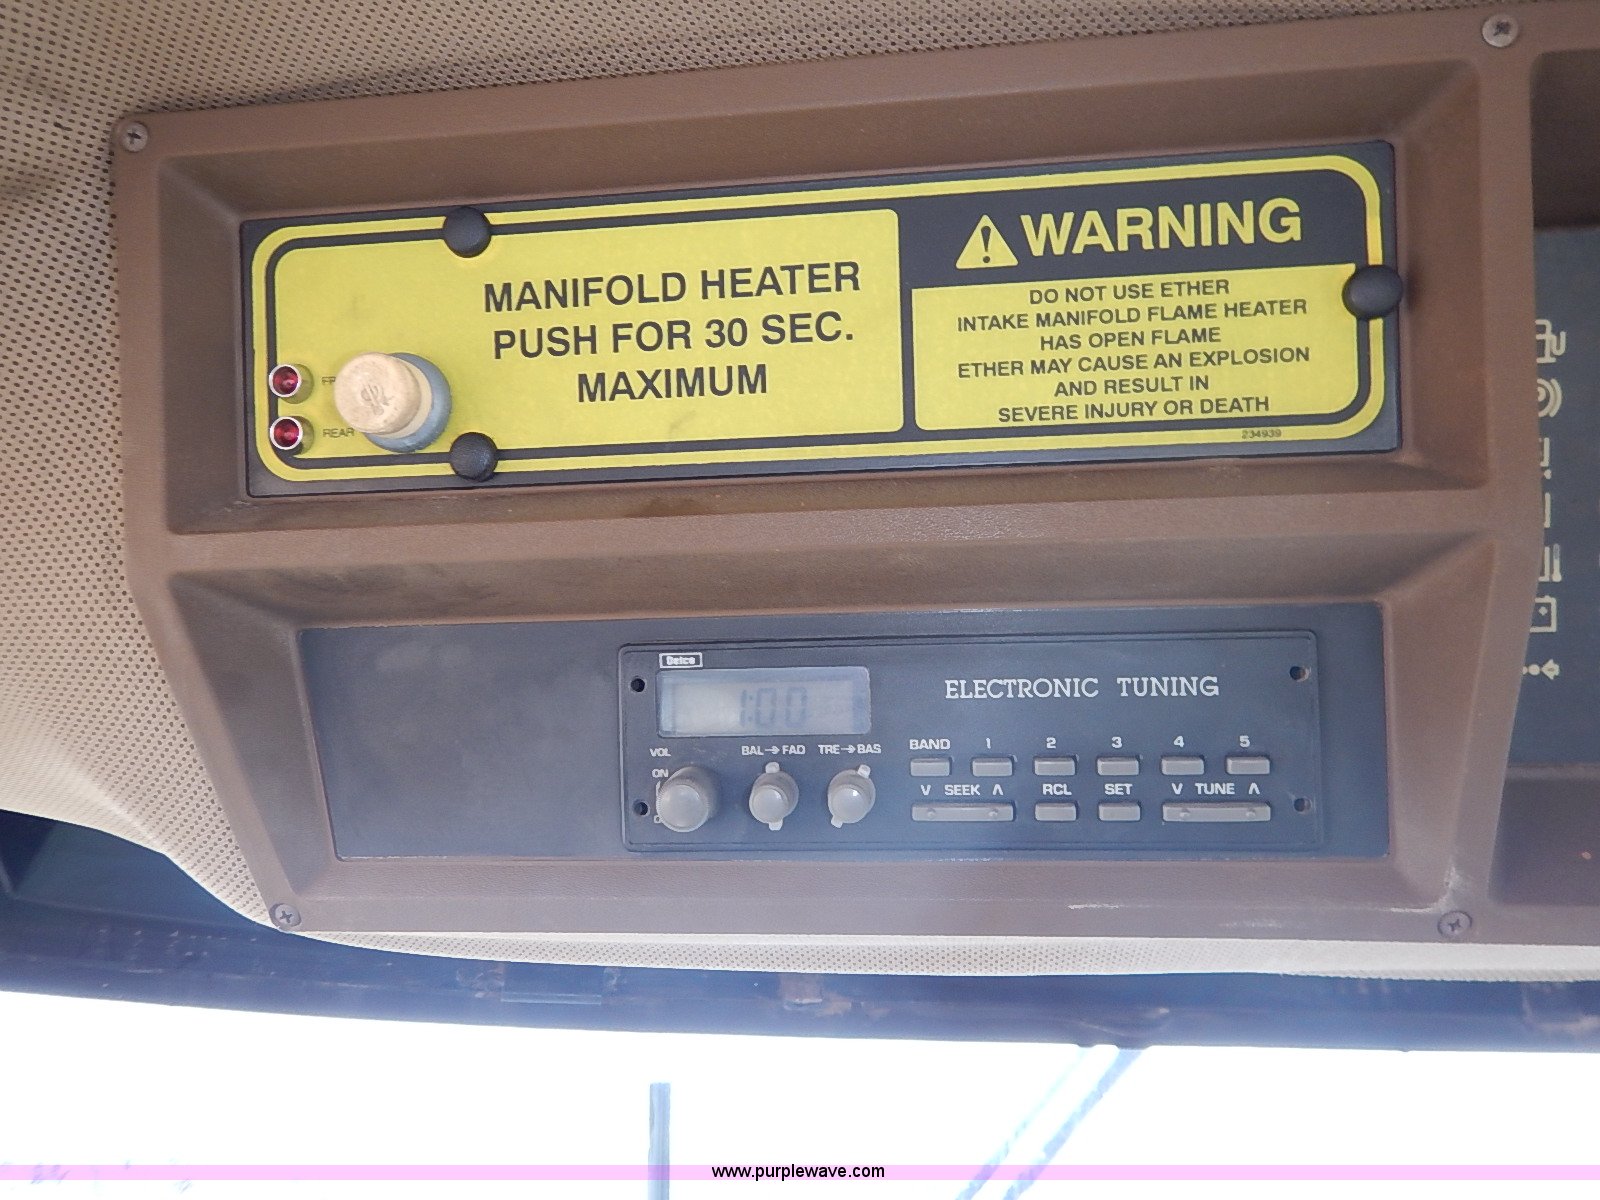 WARNING
MANIFOLD HEATER
PUSH FOR 30 SEC.
MAXIMUM
DO NOT USE ETHER
INTAKE MANIFOLD FLAME HEATER
HAS OPEN FLAME
ETHER MAY CAUSE AN EXPLOSION
AND RESULT IN
SEVERE INJURY OR DEATH
REAR
234939
Delco
1:00
ELECTRONIC TUNING
VOL BAL FAD TRE BAS BAND 1 2 3 4 5
ON
V SEEK Λ RCL SET V TUNE Λ
www.purplewave.com